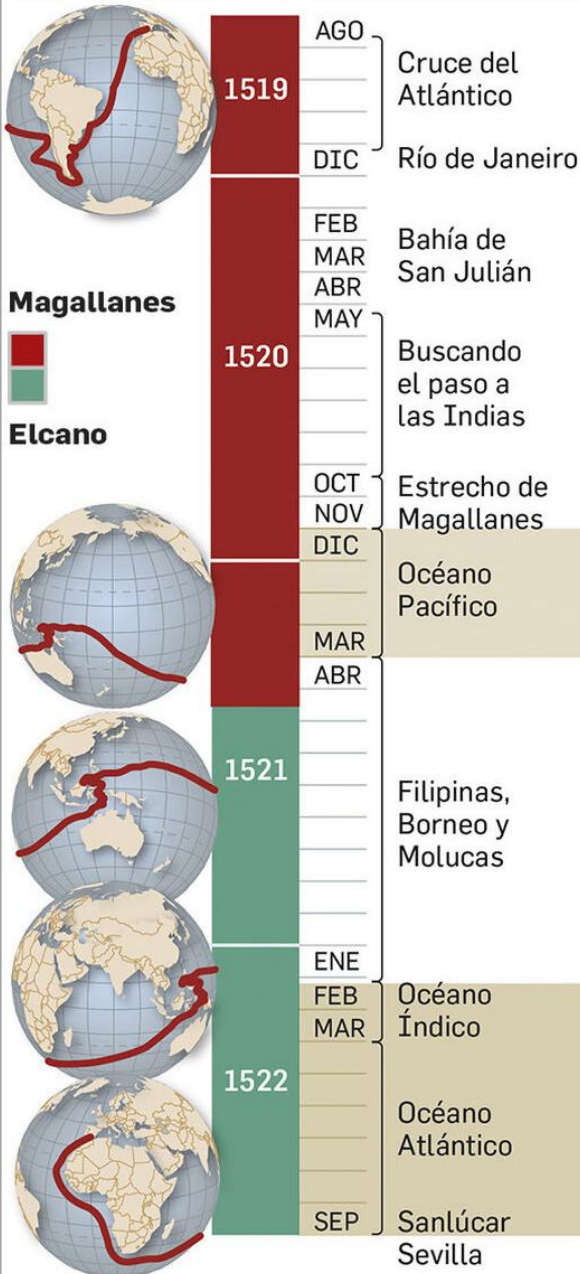 AGO
Cruce del
Atlántico
1519
DIC
Río de Janeiro
FEB
Bahía de
San Julián
MAR
ABR
Magallanes
MAY
1520
Buscando
el paso a
las Indias
Elcano
OCT
Estrecho de
Magallanes
NOV
DIC
Océano
Pacífico
MAR
ABR
1521
Filipinas,
Borneo y
Molucas
ENE
FEB
Océano
Índico
MAR
1522
Océano
Atlántico
SEP
Sanlúcar
Sevilla